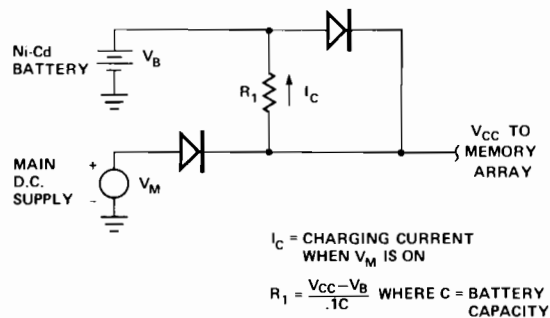 Ni-Cd
BATTERY
V_B
R_1
I_C
MAIN
D.C.
SUPPLY
+
-
V_M
V_CC TO
MEMORY
ARRAY
I_C = CHARGING CURRENT
WHEN V_M IS ON
R_1 = V_CC – V_B / .1C WHERE C = BATTERY
CAPACITY